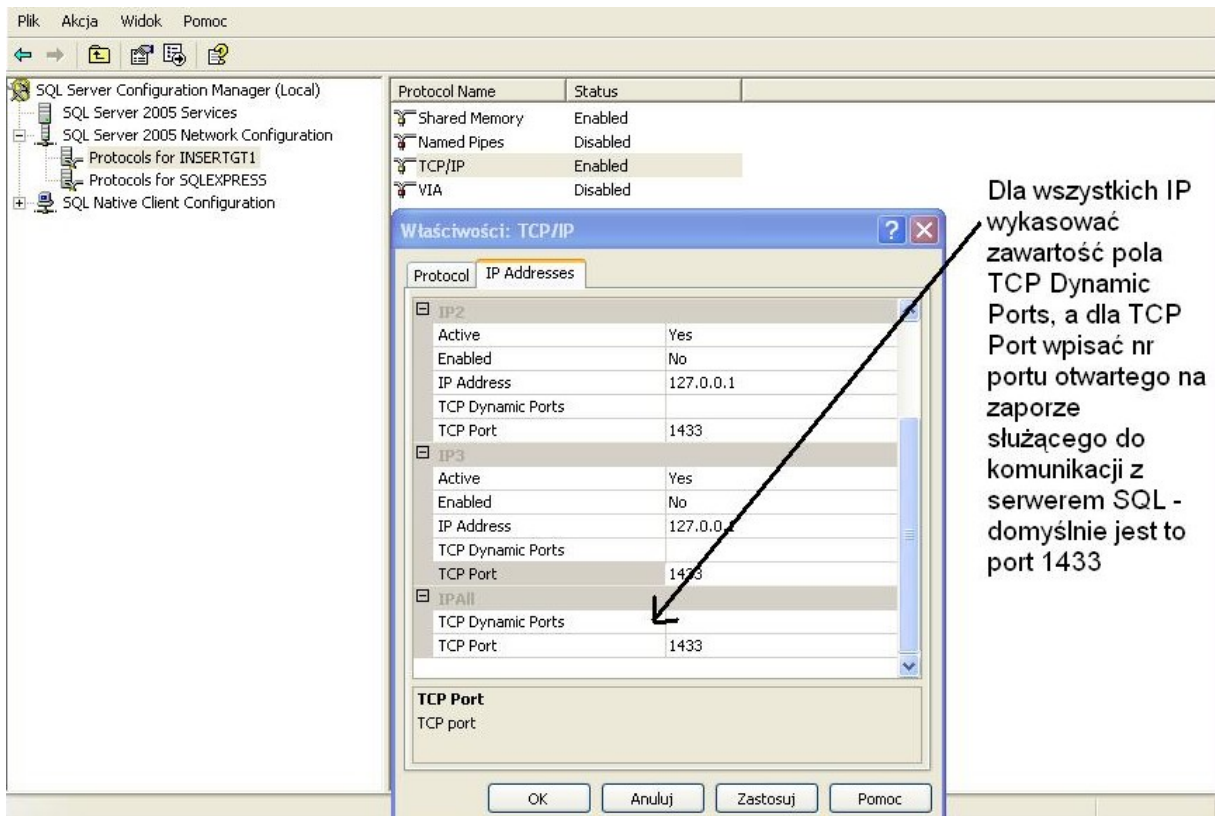 Plik Akcja Widok Pomoc
SQL Server Configuration Manager (Local)
SQL Server 2005 Services
SQL Server 2005 Network Configuration
Protocols for INSERTGT1
Protocols for SQLEXPRESS
SQL Native Client Configuration
Protocol Name Status
Shared Memory Enabled
Named Pipes Disabled
TCP/IP Enabled
VIA Disabled
Właściwości: TCP/IP
Protocol IP Addresses
IP2
Active Yes
Enabled No
IP Address 127.0.0.1
TCP Dynamic Ports
TCP Port 1433
IP3
Active Yes
Enabled No
IP Address 127.0.0.1
TCP Dynamic Ports
TCP Port 1433
IPAll
TCP Dynamic Ports
TCP Port 1433
TCP Port
TCP port
OK Anuluj Zastosuj Pomoc
Dla wszystkich IP
wykasować
zawartość pola
TCP Dynamic
Ports, a dla TCP
Port wpisać nr
portu otwartego na
zaporze
służącego do
komunikacji z
serwerem SQL -
domyślnie jest to
port 1433